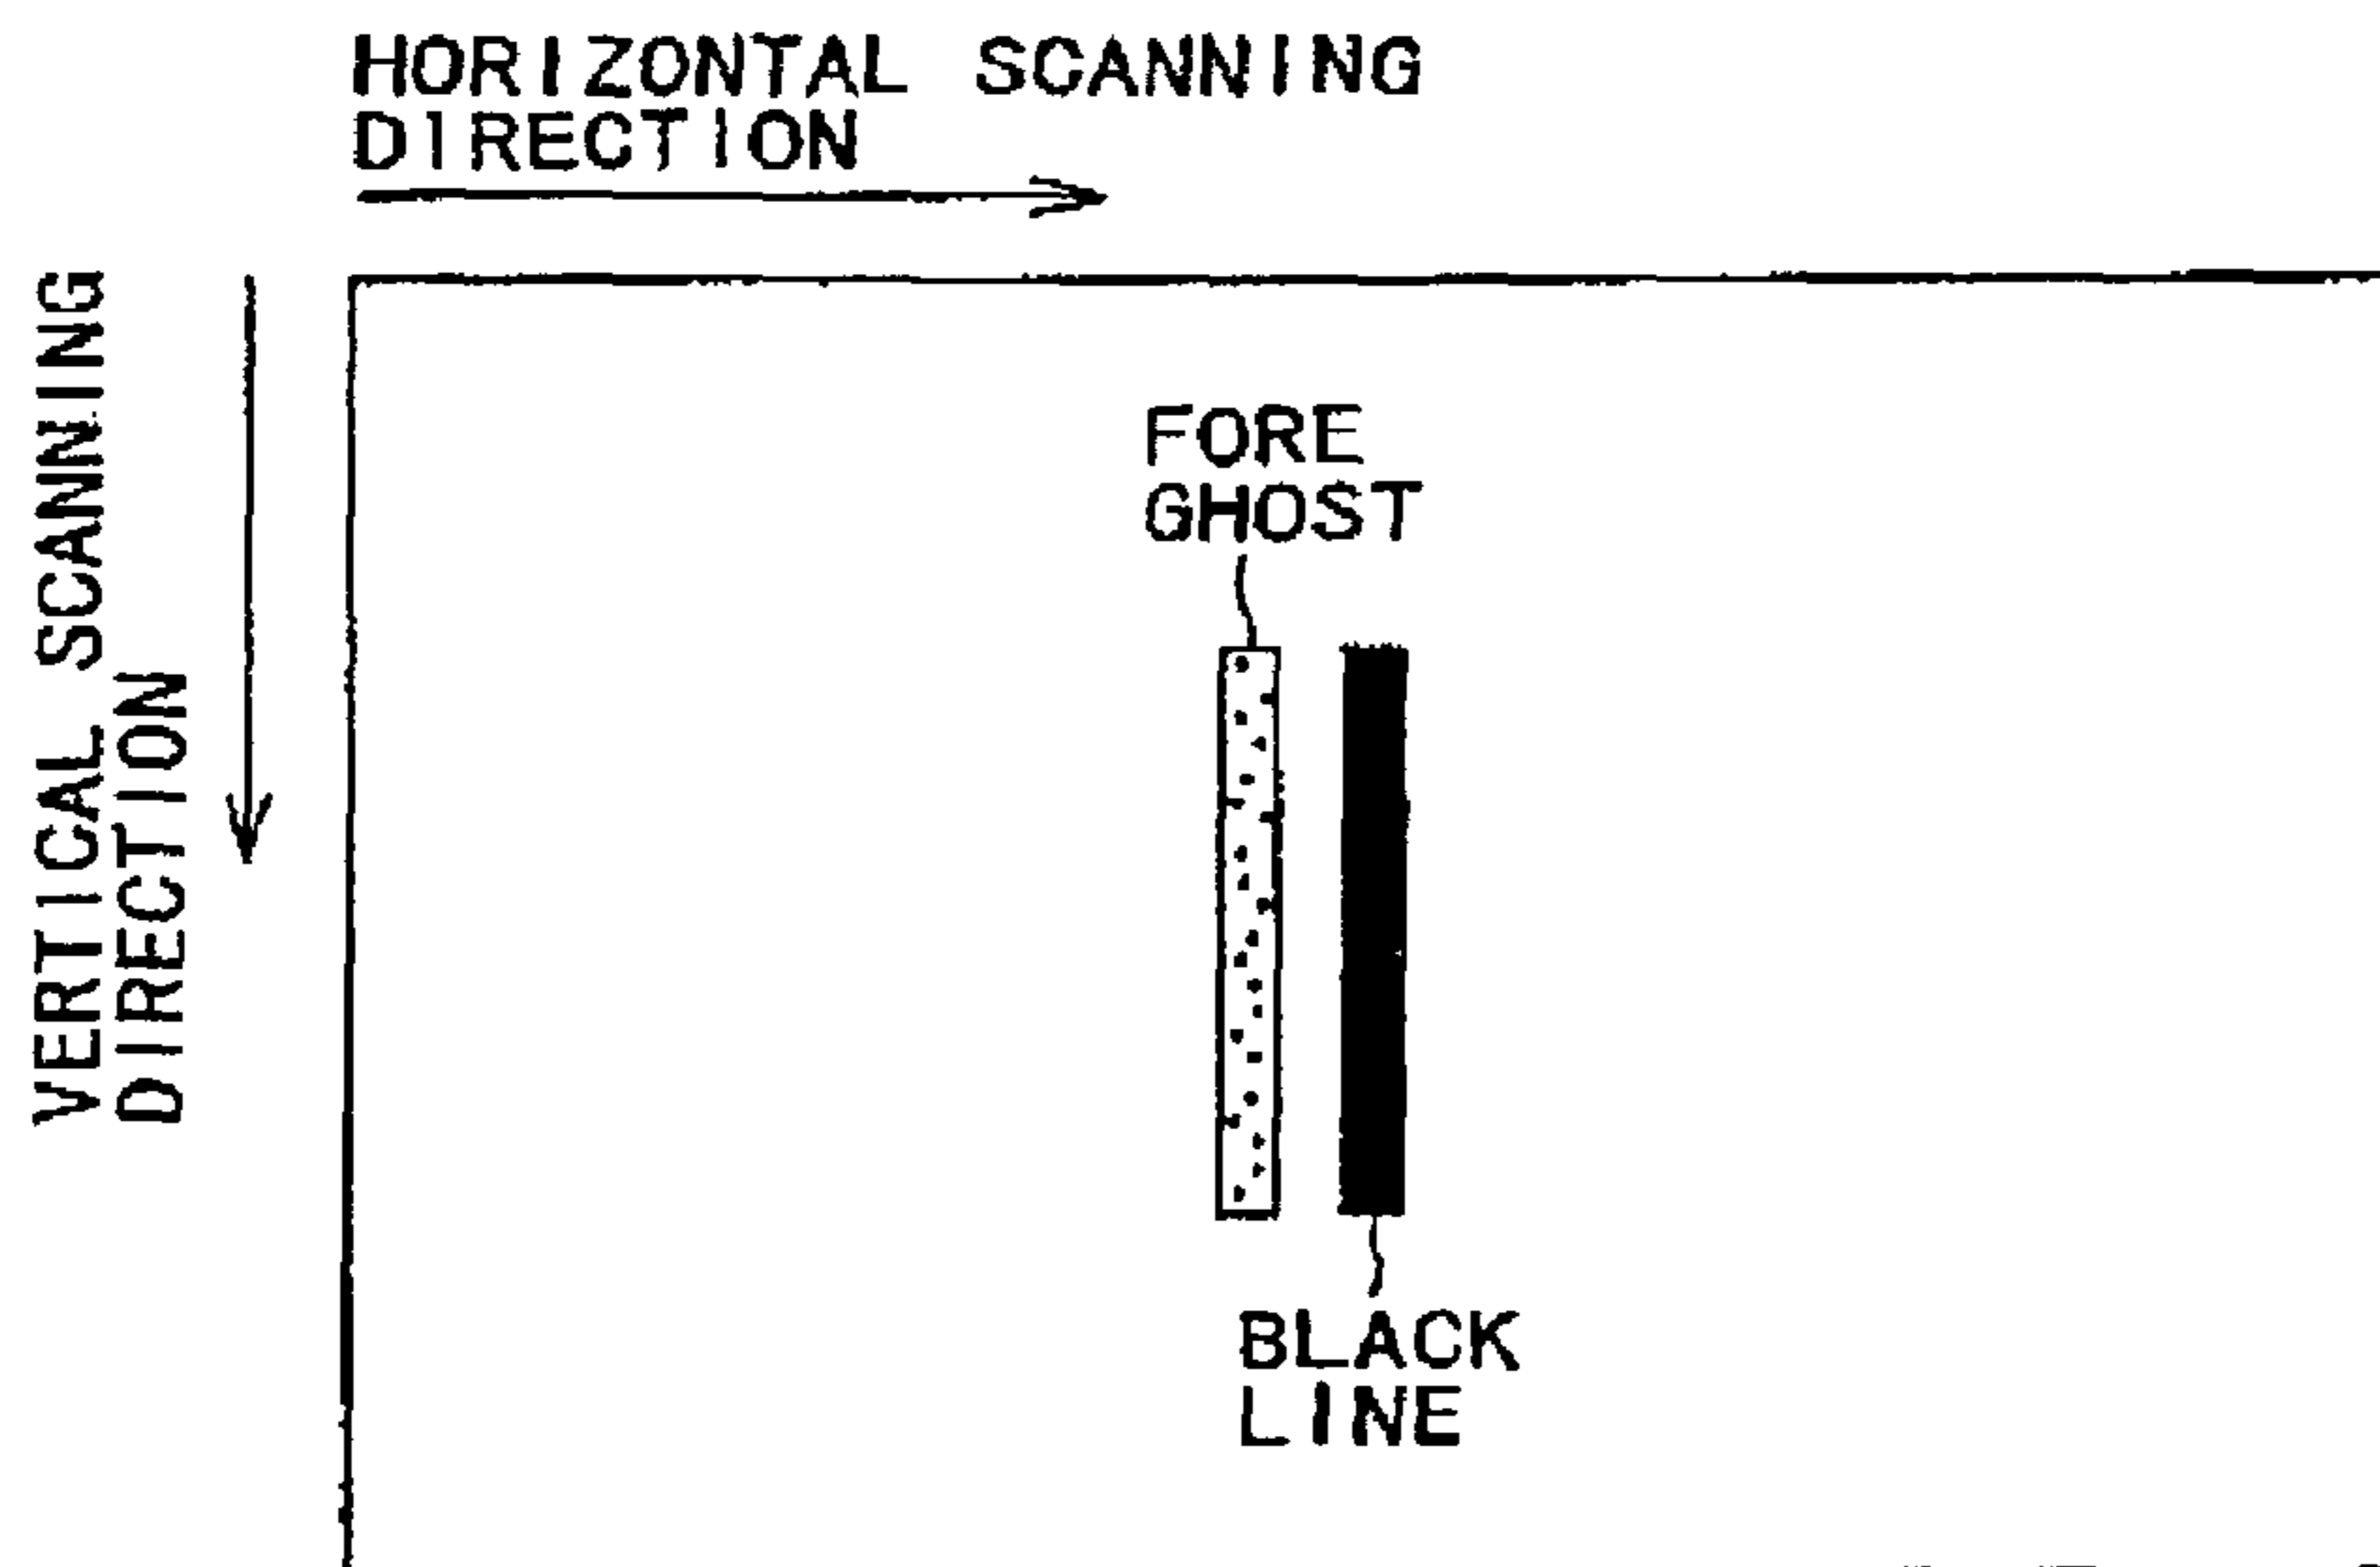 HORIZONTAL SCANNING
DIRECTION
VERTICAL SCANNING
DIRECTION
FORE
GHOST
BLACK
LINE